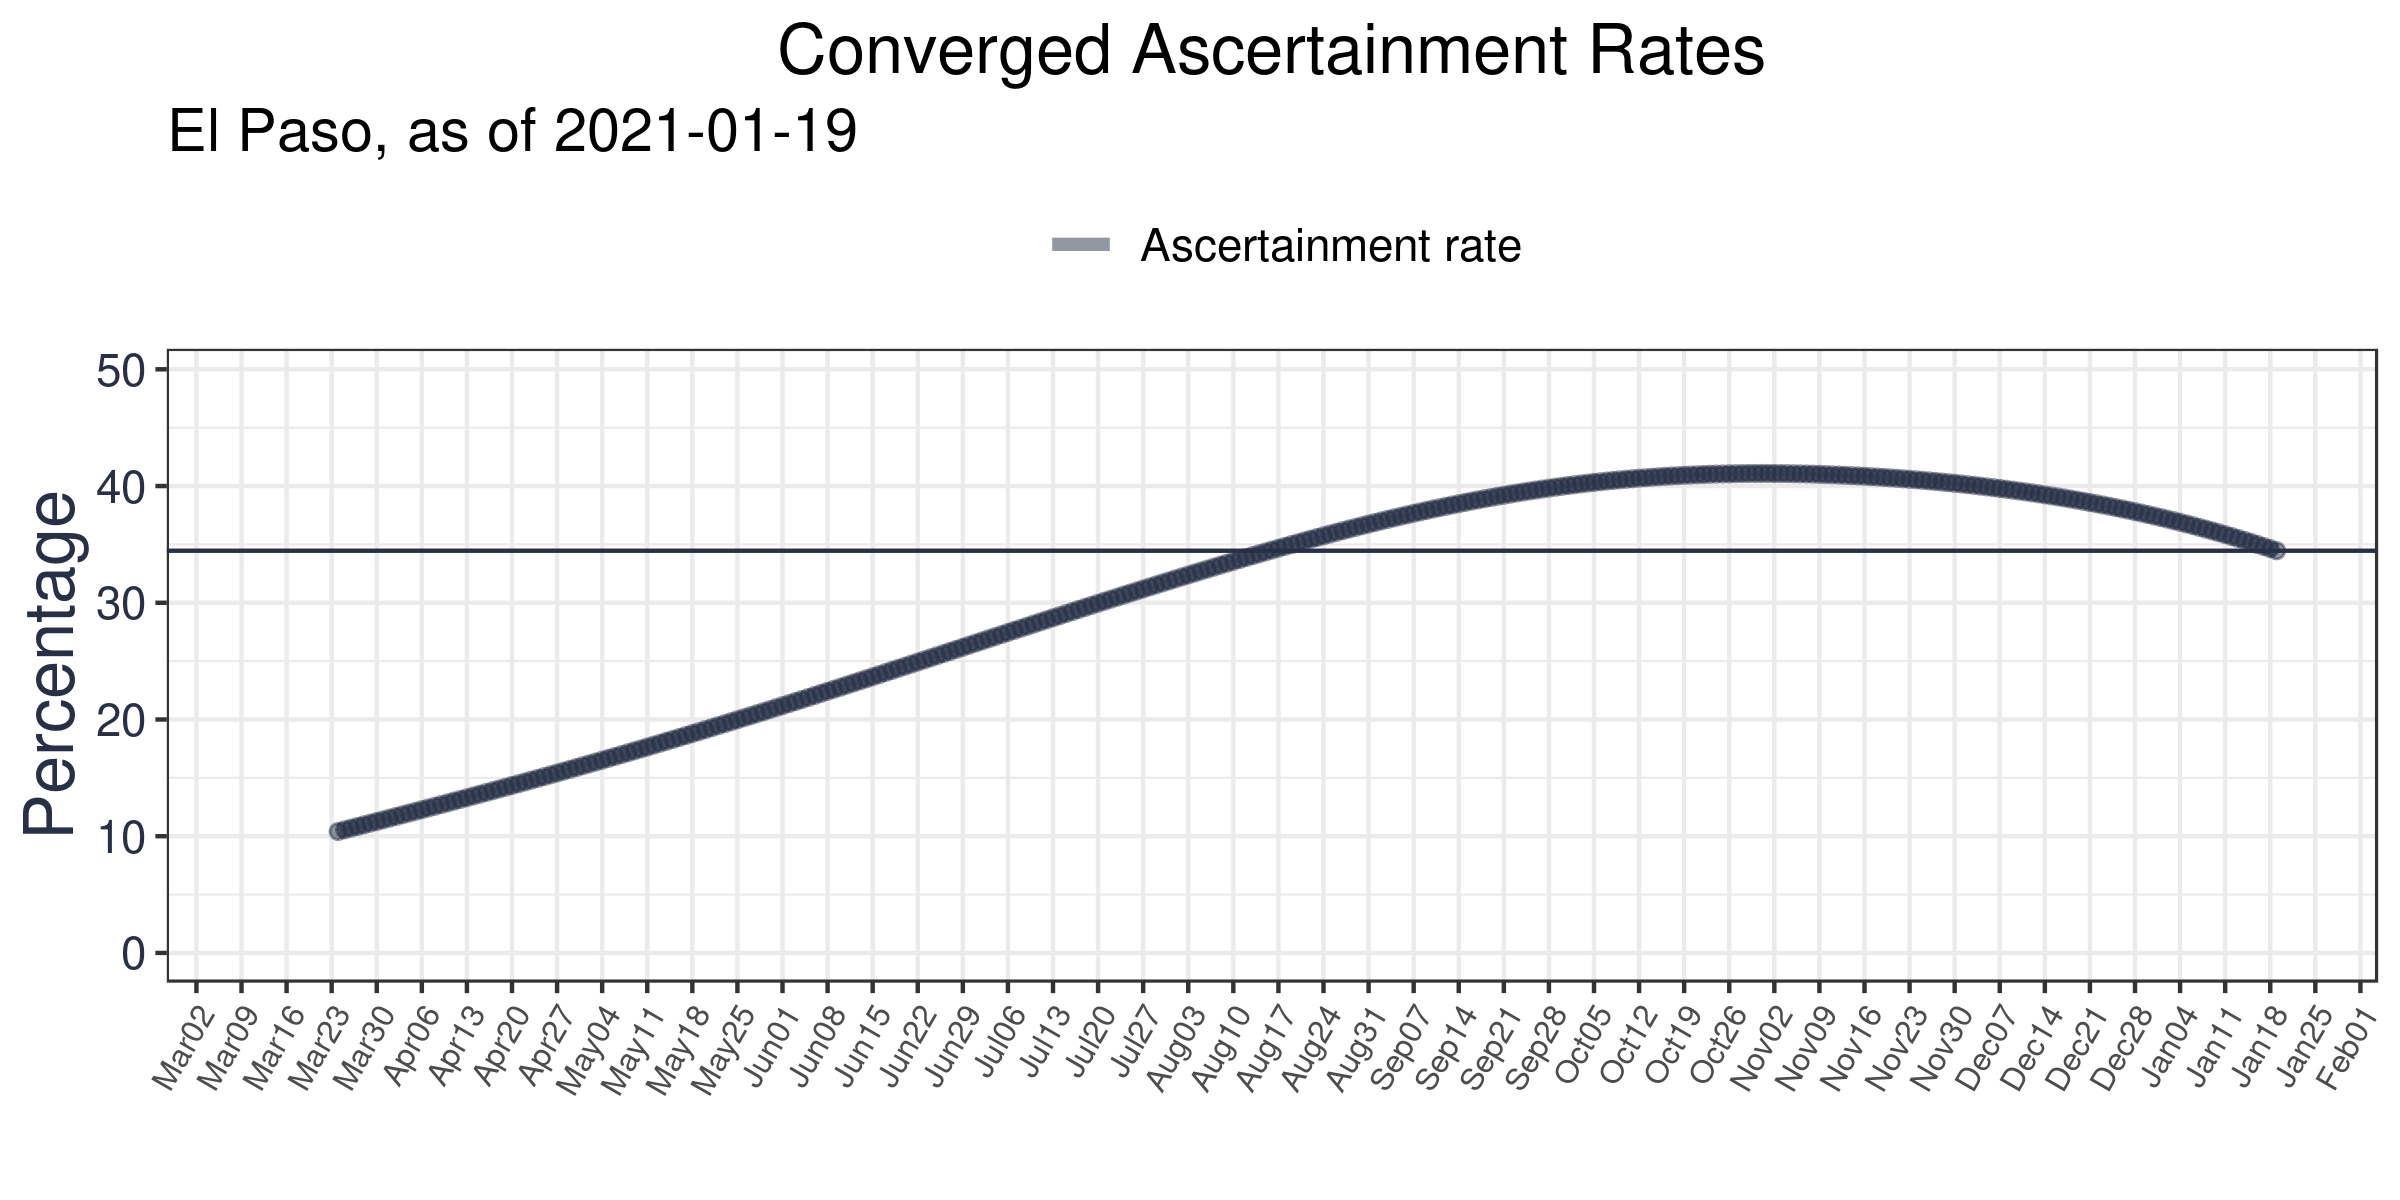 Converged Ascertainment Rates
El Paso, as of 2021-01-19
Ascertainment rate
Percentage
50
40
30
20
10
0
Mar02 Mar09 Mar16 Mar23 Mar30 Apr06 Apr13 Apr20 Apr27 May04 May11 May18 May25 Jun01 Jun08 Jun15 Jun22 Jun29 Jul06 Jul13 Jul20 Jul27 Aug03 Aug10 Aug17 Aug24 Aug31 Sep07 Sep14 Sep21 Sep28 Oct05 Oct12 Oct19 Oct26 Nov02 Nov09 Nov16 Nov23 Nov30 Dec07 Dec14 Dec21 Dec28 Jan04 Jan11 Jan18 Jan25 Feb01